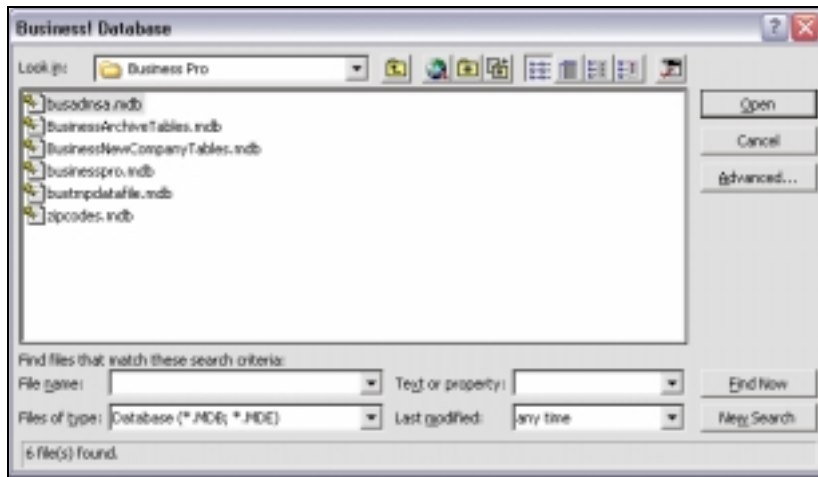 Business! Database
Look in: Business Pro
busadnsa.mdb
BusinessArchiveTables.mdb
BusinessNewCompanyTables.mdb
businesspro.mdb
bustmpdatafile.mdb
zipcodes.mdb
Open
Cancel
Advanced...
Find files that match these search criteria:
File name: Text or property: Find Now
Files of type: Database (*.MDB; *.MDE) Last modified: any time New Search
6 file(s) found.